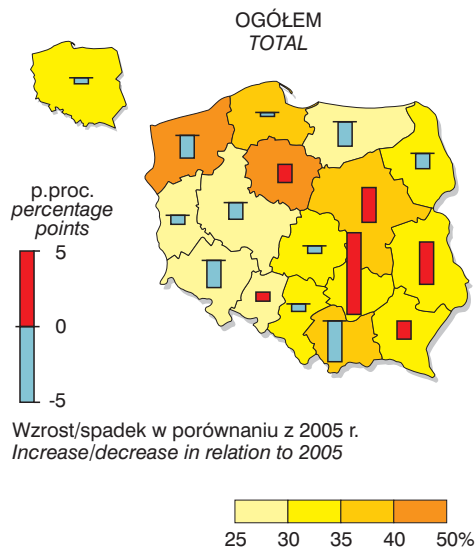 OGÓŁEM
TOTAL
p.proc.
percentage
points
5
0
-5
Wzrost/spadek w porównaniu z 2005 r.
Increase/decrease in relation to 2005
25 30 35 40 50%